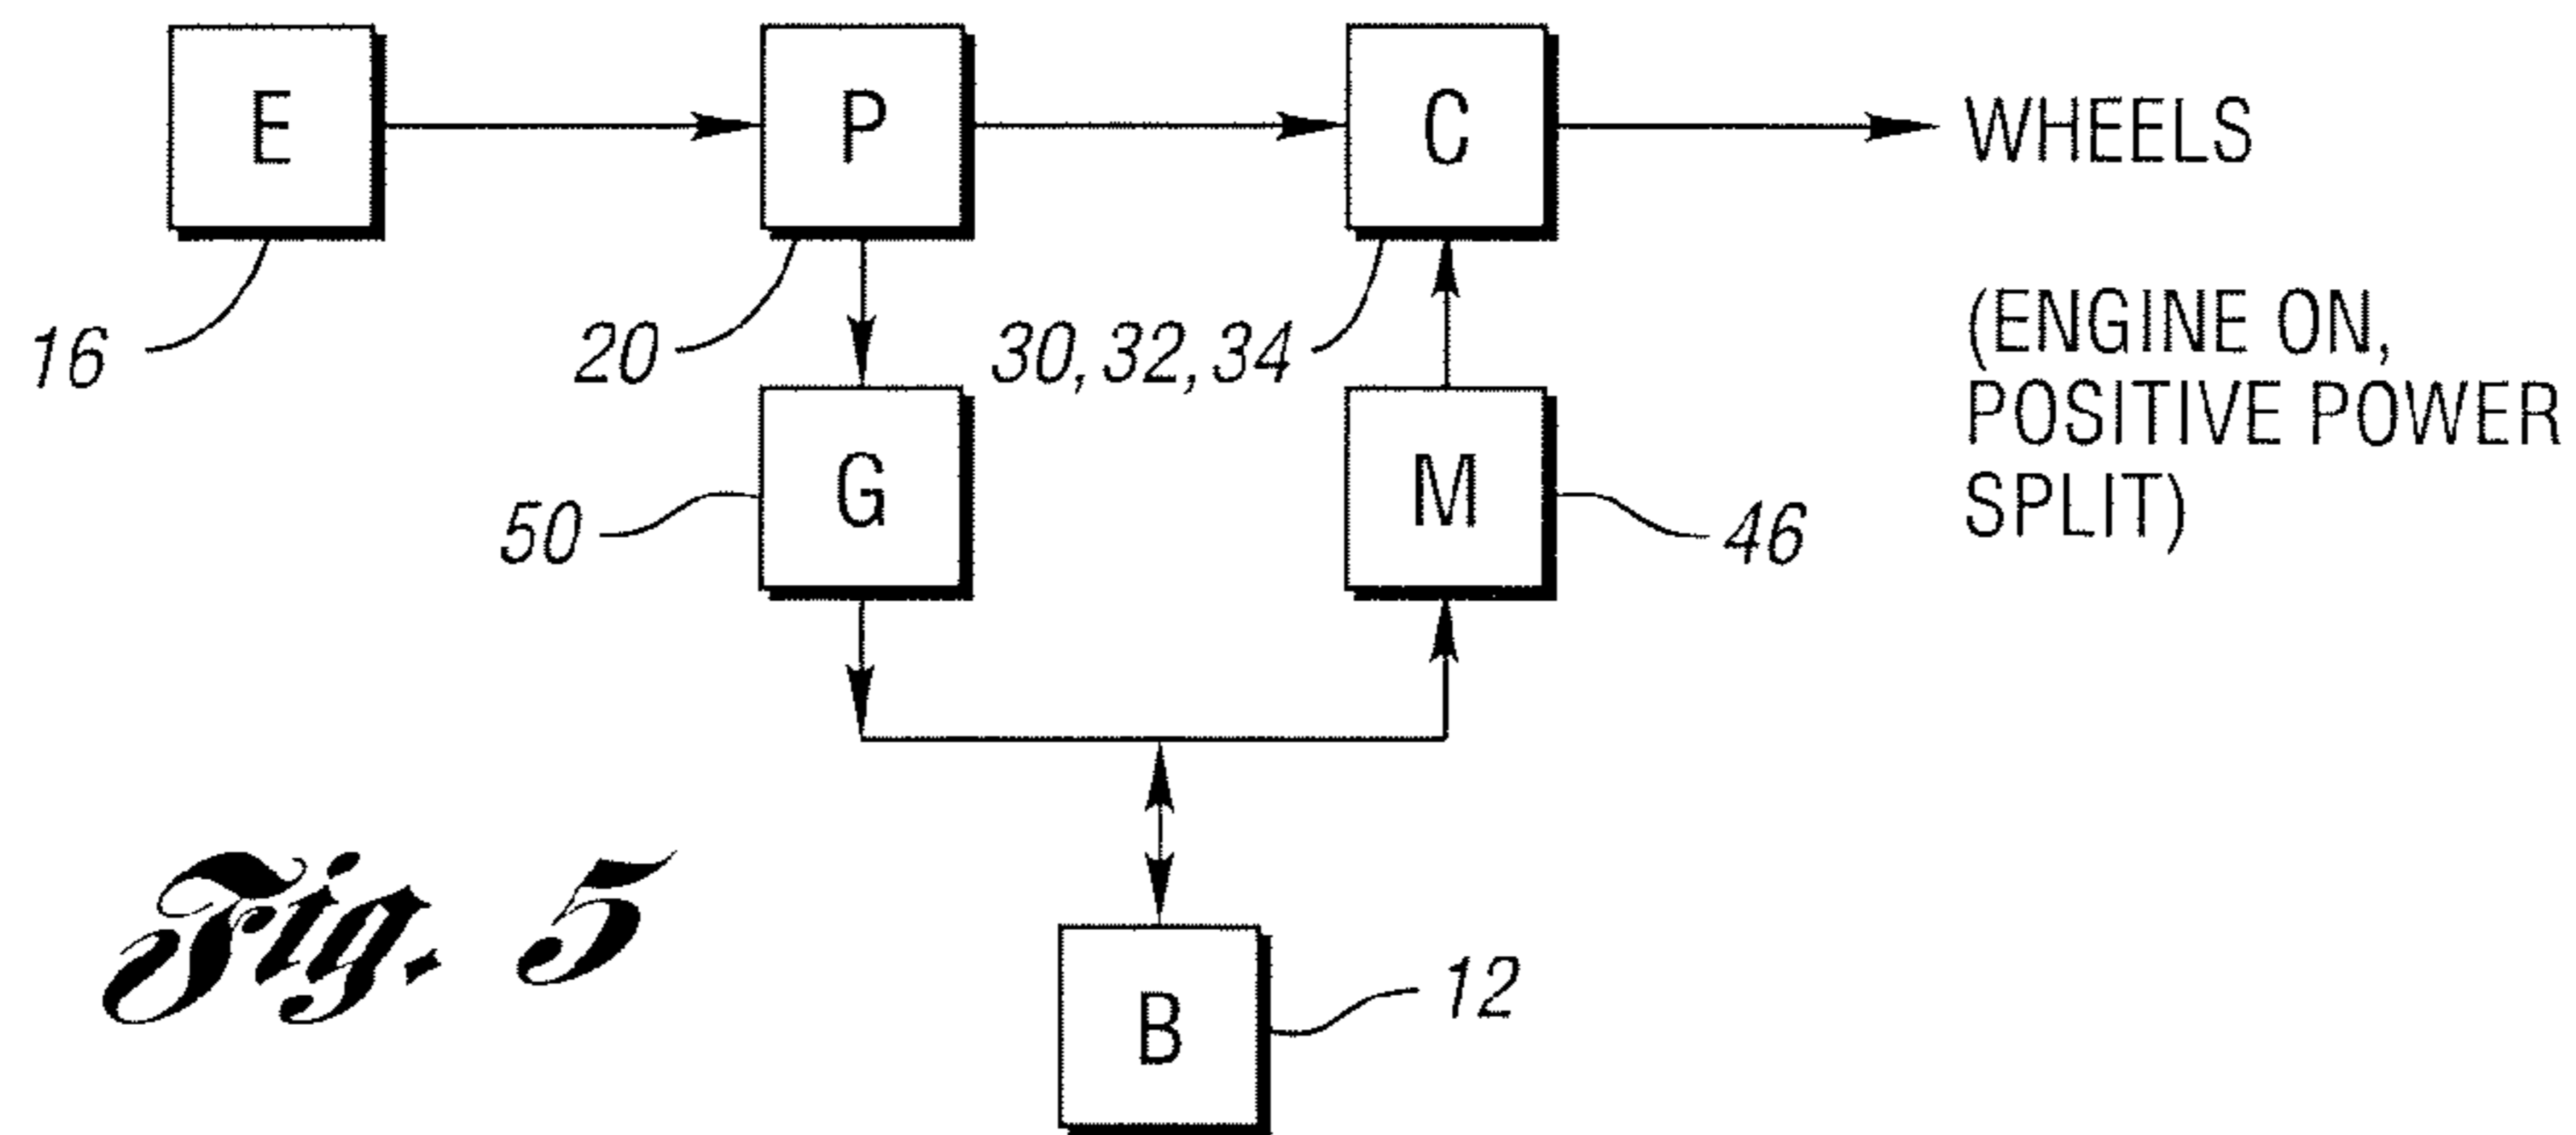 E
P
C
WHEELS
16
20
30, 32, 34
(ENGINE ON,
POSITIVE POWER
SPLIT)
G
M
50
46
Fig. 5
B
12